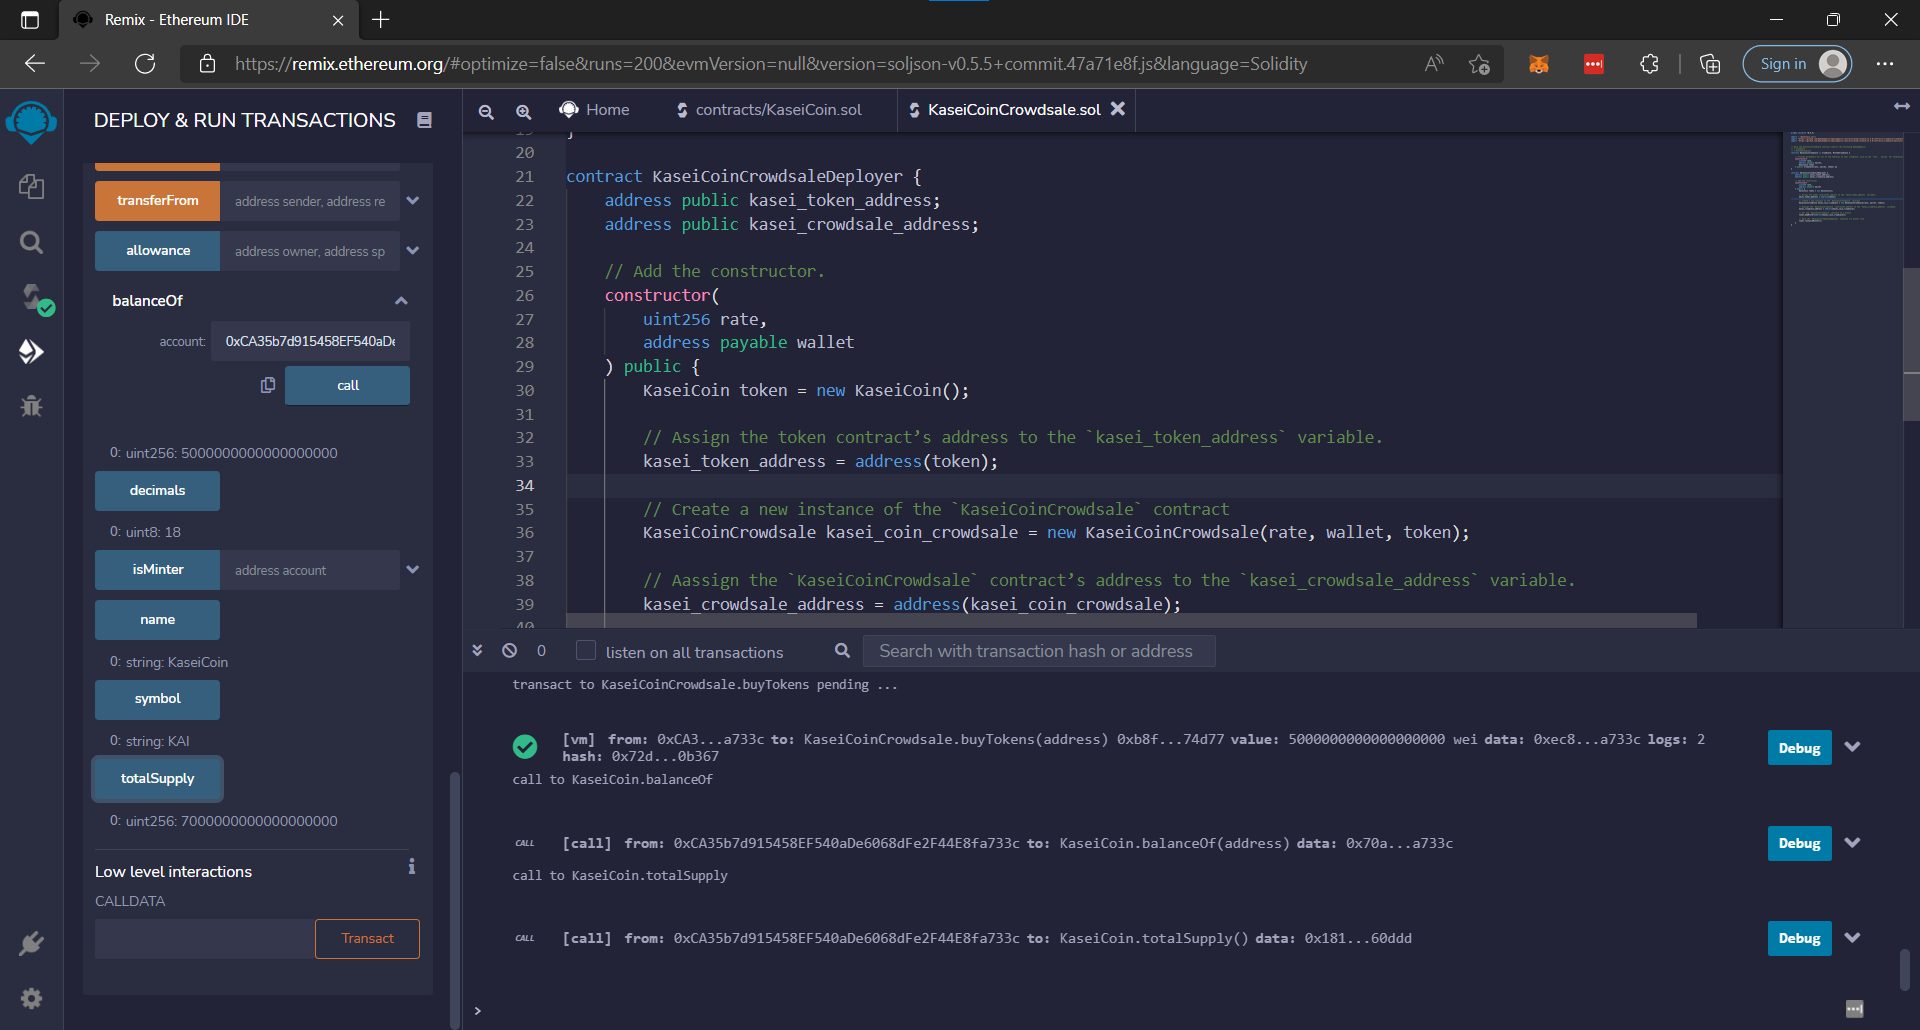 Remix - Ethereum IDE
https://remix.ethereum.org/#optimize=false&runs=200&evmVersion=null&version=soljson-v0.5.5+commit.47a71e8f.js&language=Solidity
Sign in
DEPLOY & RUN TRANSACTIONS
transferFrom address sender, address re
allowance address owner, address sp
balanceOf
account: 0xCA35b7d915458EF540aDe
call
0: uint256: 5000000000000000000
decimals
0: uint8: 18
isMinter address account
name
0: string: KaseiCoin
symbol
0: string: KAI
totalSupply
0: uint256: 7000000000000000000
Low level interactions
CALLDATA
Transact
Home
contracts/KaseiCoin.sol
KaseiCoinCrowdsale.sol
20
21 contract KaseiCoinCrowdsaleDeployer {
22 address public kasei_token_address;
23 address public kasei_crowdsale_address;
24
25 // Add the constructor.
26 constructor(
27 uint256 rate,
28 address payable wallet
29 ) public {
30 KaseiCoin token = new KaseiCoin();
31
32 // Assign the token contract’s address to the `kasei_token_address` variable.
33 kasei_token_address = address(token);
34
35 // Create a new instance of the `KaseiCoinCrowdsale` contract
36 KaseiCoinCrowdsale kasei_coin_crowdsale = new KaseiCoinCrowdsale(rate, wallet, token);
37
38 // Aassign the `KaseiCoinCrowdsale` contract’s address to the `kasei_crowdsale_address` variable.
39 kasei_crowdsale_address = address(kasei_coin_crowdsale);
40
0 listen on all transactions Search with transaction hash or address
transact to KaseiCoinCrowdsale.buyTokens pending ...
[vm] from: 0xCA3...a733c to: KaseiCoinCrowdsale.buyTokens(address) 0xb8f...74d77 value: 5000000000000000000 wei data: 0xec8...a733c logs: 2
hash: 0x72d...0b367
Debug
call to KaseiCoin.balanceOf
CALL [call] from: 0xCA35b7d915458EF540aDe6068dFe2F44E8fa733c to: KaseiCoin.balanceOf(address) data: 0x70a...a733c
Debug
call to KaseiCoin.totalSupply
CALL [call] from: 0xCA35b7d915458EF540aDe6068dFe2F44E8fa733c to: KaseiCoin.totalSupply() data: 0x181...60ddd
Debug
>